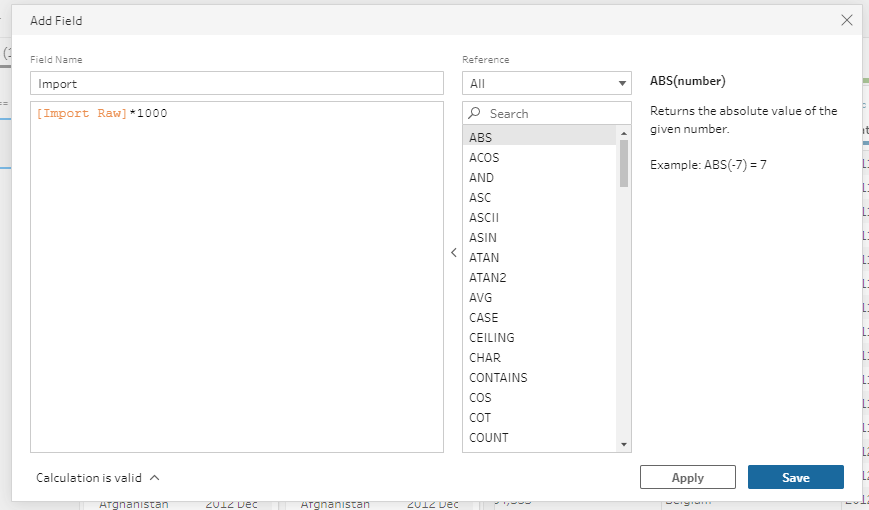 Add Field
Field Name
Import
[Import Raw]*1000
Reference
All
Search
ABS
ACOS
AND
ASC
ASCII
ASIN
ATAN
ATAN2
AVG
CASE
CEILING
CHAR
CONTAINS
COS
COT
COUNT
ABS(number)
Returns the absolute value of the
given number.
Example: ABS(-7) = 7
Calculation is valid
Apply
Save
Afghanistan 2012 Dec Afghanistan 2012 Dec Belgium